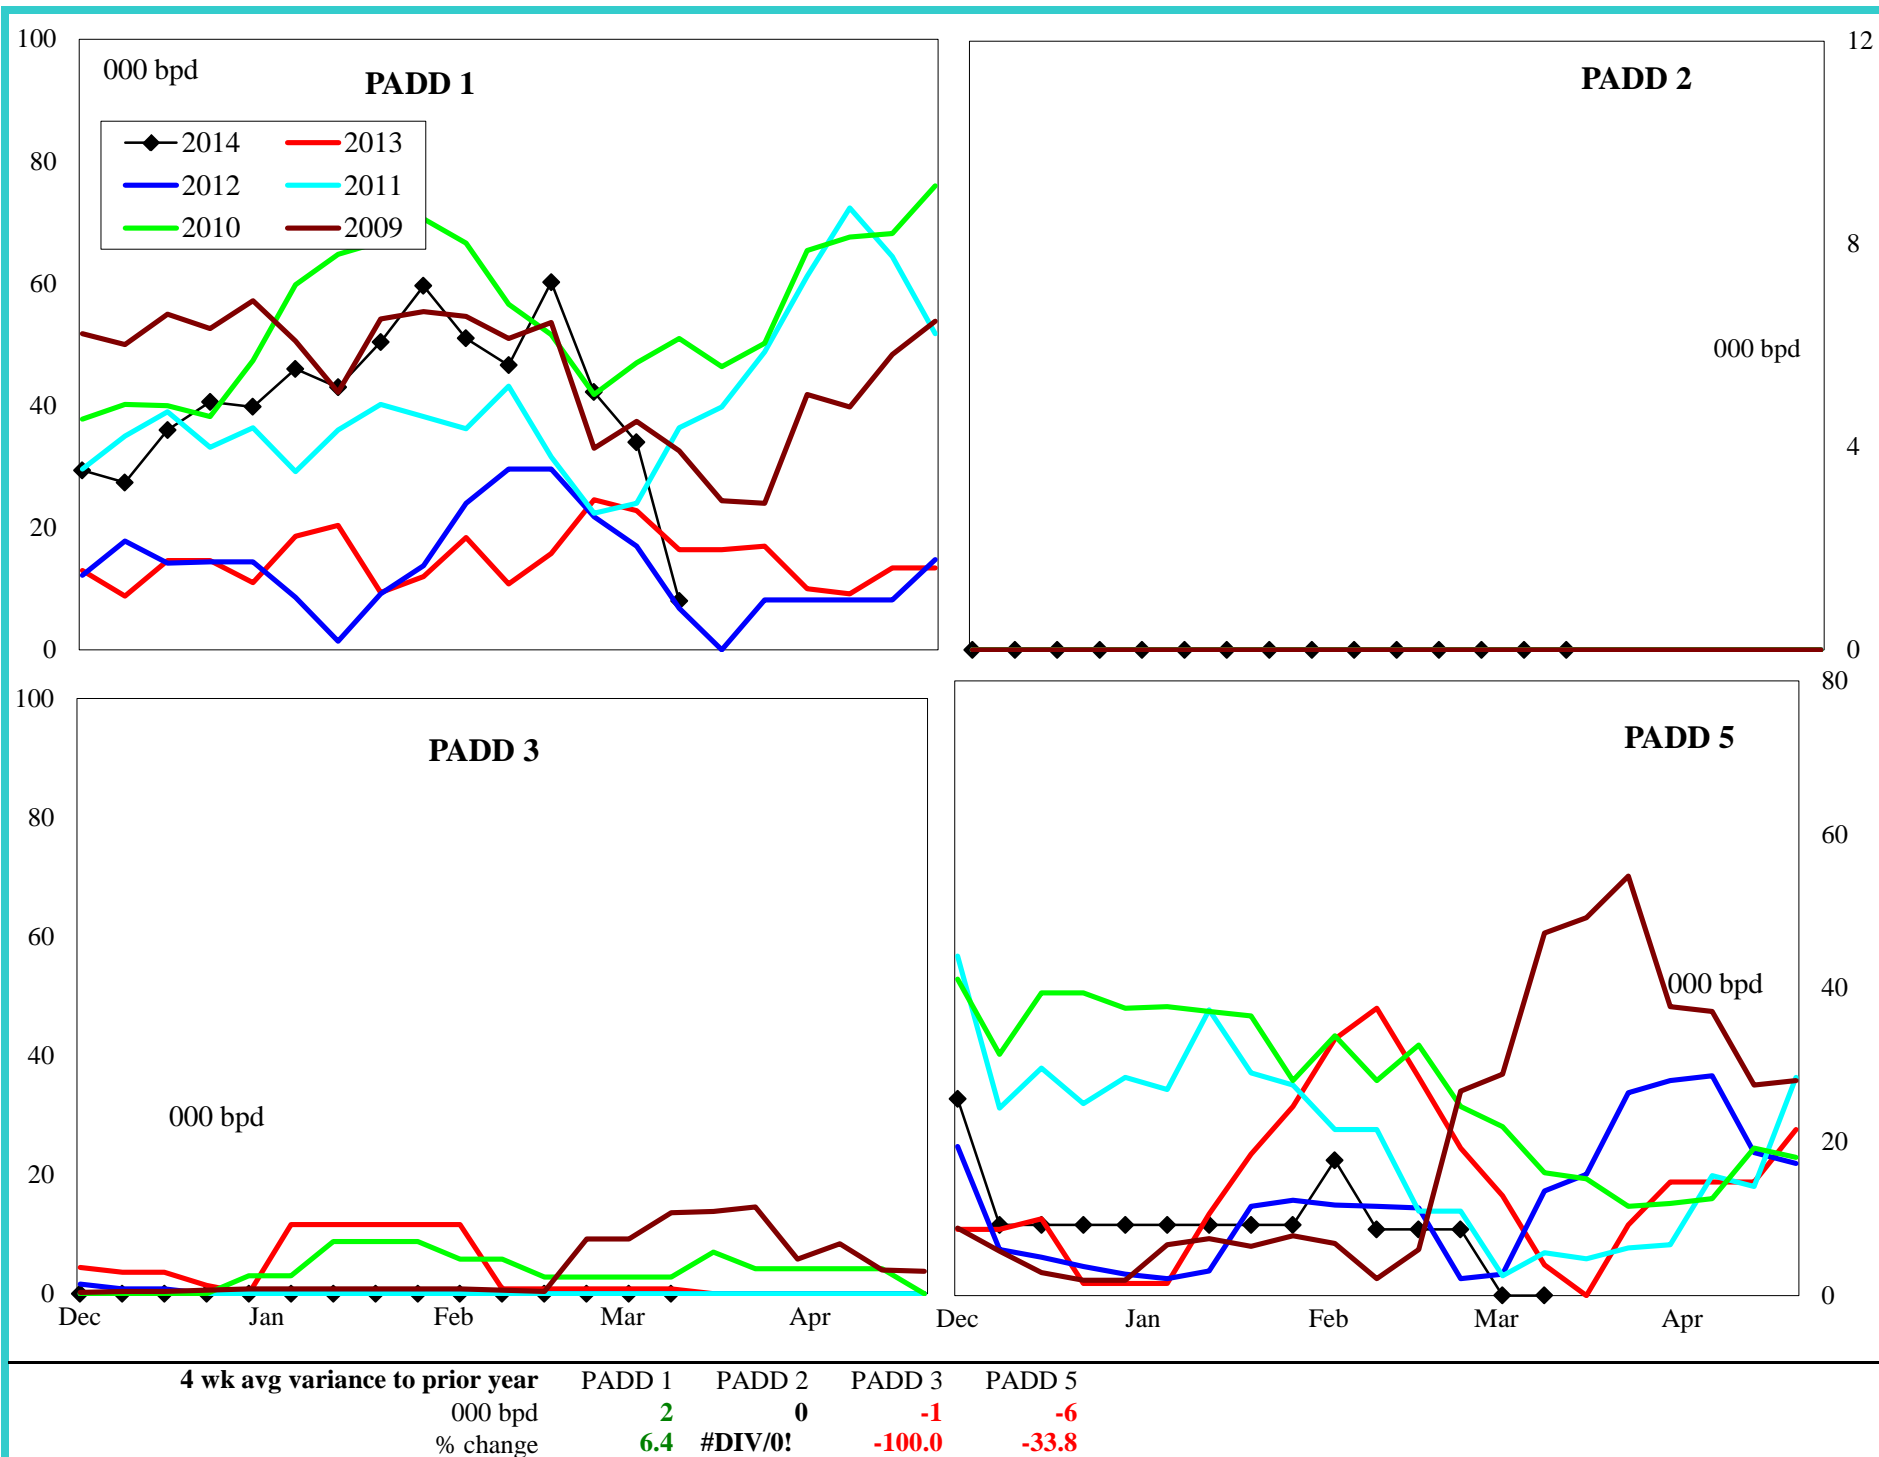 100
000 bpd
PADD 1
2014
2013
2012
2011
2010
2009
80
60
40
20
0
PADD 2
12
8
000 bpd
4
0
100
PADD 3
80
60
40
000 bpd
20
0
Dec Jan Feb Mar Apr
PADD 5
80
60
000 bpd
40
20
0
Dec Jan Feb Mar Apr
4 wk avg variance to prior year PADD 1 PADD 2 PADD 3 PADD 5
000 bpd 2 0 -1 -6
% change 6.4 #DIV/0! -100.0 -33.8